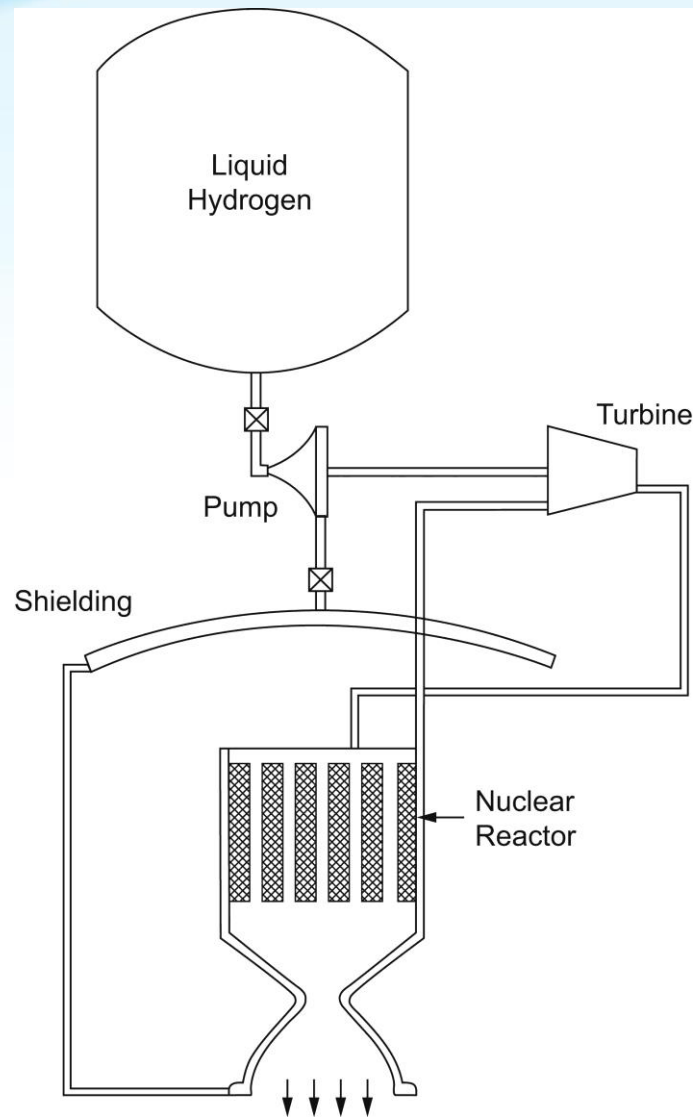 Liquid
Hydrogen
Turbine
Pump
Shielding
Nuclear
Reactor